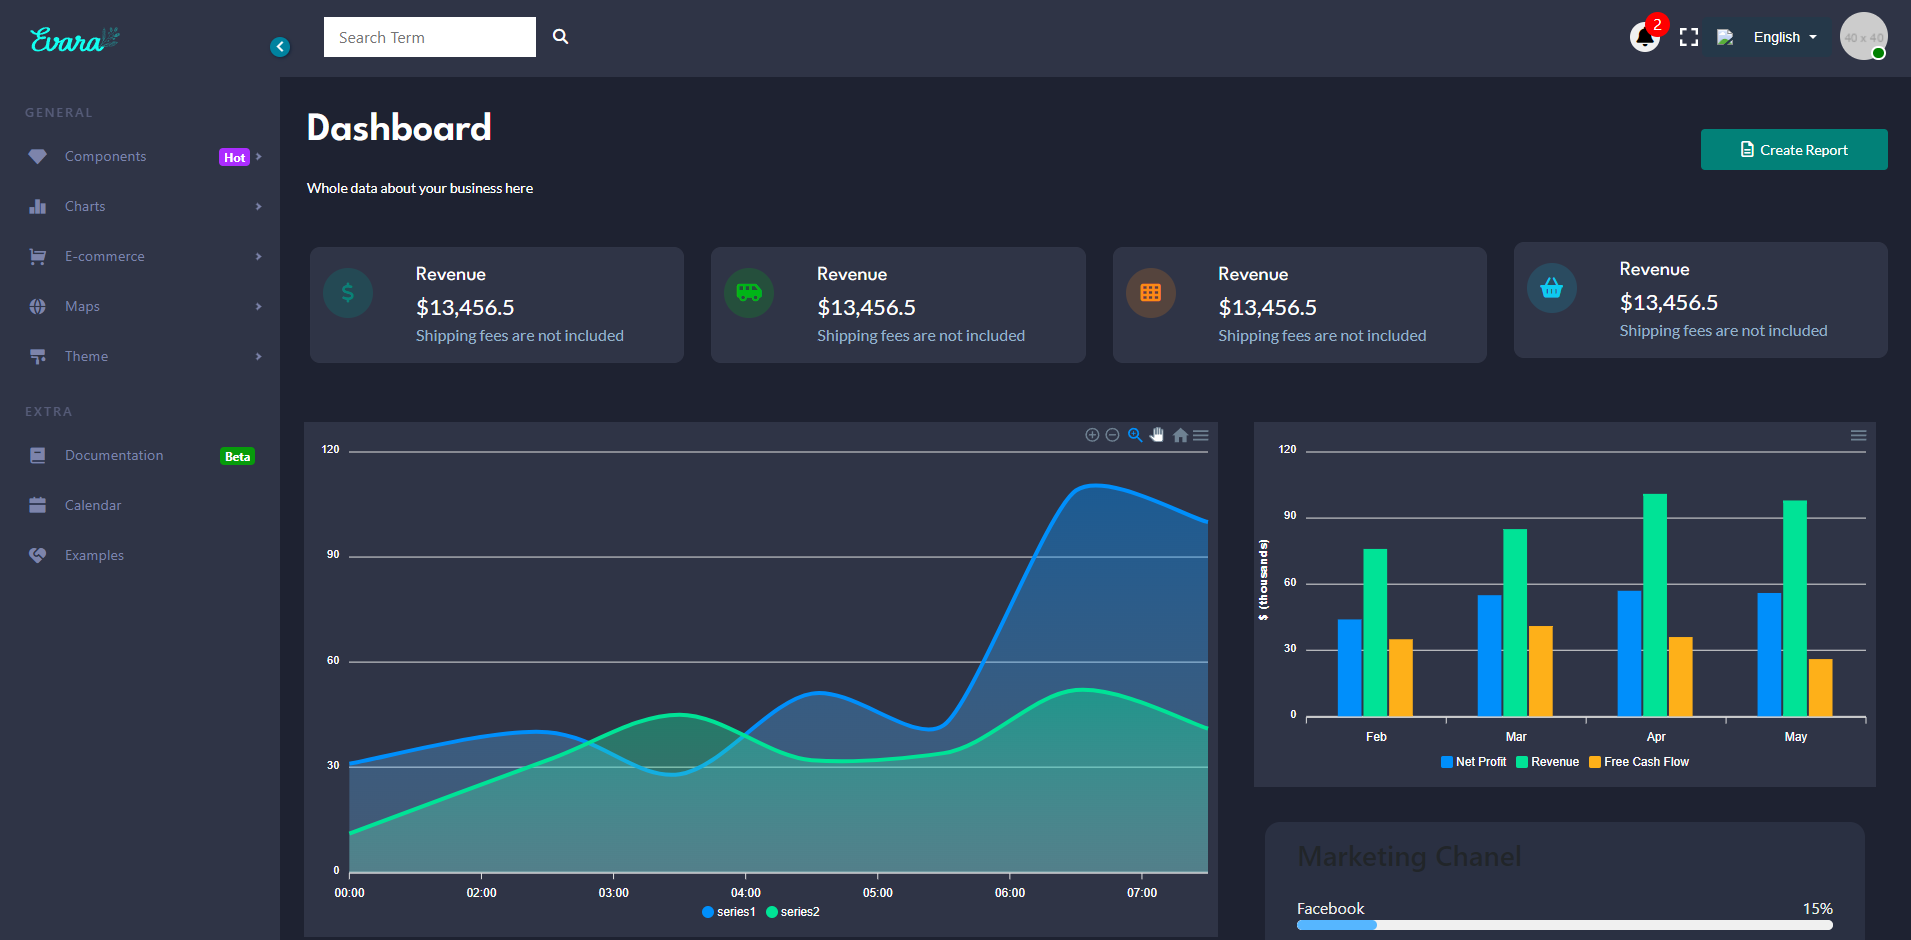 Evara
Search Term
2
English
40 x 40
GENERAL
Components
Hot
Charts
E-commerce
Maps
Theme
EXTRA
Documentation
Beta
Calendar
Examples
Dashboard
Whole data about your business here
Create Report
Revenue
$13,456.5
Shipping fees are not included
Revenue
$13,456.5
Shipping fees are not included
Revenue
$13,456.5
Shipping fees are not included
Revenue
$13,456.5
Shipping fees are not included
120
90
60
30
0
00:00 02:00 03:00 04:00 05:00 06:00 07:00
series1 series2
$ (thousands)
120
90
60
30
0
Feb Mar Apr May
Net Profit Revenue Free Cash Flow
Marketing Chanel
Facebook 15%